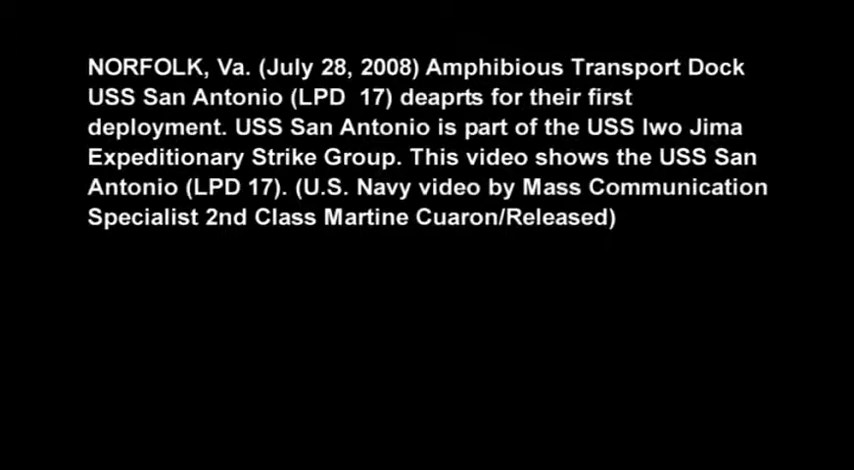 NORFOLK, Va. (July 28, 2008) Amphibious Transport Dock
USS San Antonio (LPD  17) deaprts for their first
deployment. USS San Antonio is part of the USS Iwo Jima
Expeditionary Strike Group. This video shows the USS San
Antonio (LPD 17). (U.S. Navy video by Mass Communication
Specialist 2nd Class Martine Cuaron/Released)